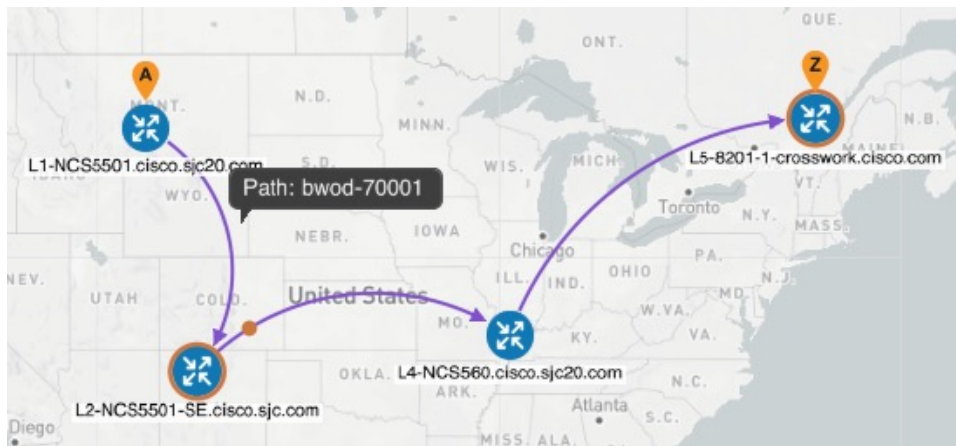 QUE.
ONT.
A
Z
MONT.
N.D.
MINN.
N.B.
L1-NCS5501.cisco.sjc20.com
L5-8201-1-crosswork.cisco.com
MAINE
IDAHO
S.D.
WIS.
MICH.
VT.
Path: bwod-70001
WYO.
Toronto
N.Y.
MASS.
NEBR.
IOWA
Chicago
PA.
NEV.
UTAH
COLO.
United States
ILL.
IND.
OHIO
N.J.
MD.
MO.
W.VA.
KY.
VA.
OKLA.
L4-NCS560.cisco.sjc20.com
L2-NCS5501-SE.cisco.sjc.com
ARK.
N.C.
Atlanta
S.C.
Diego
MISS.
ALA.